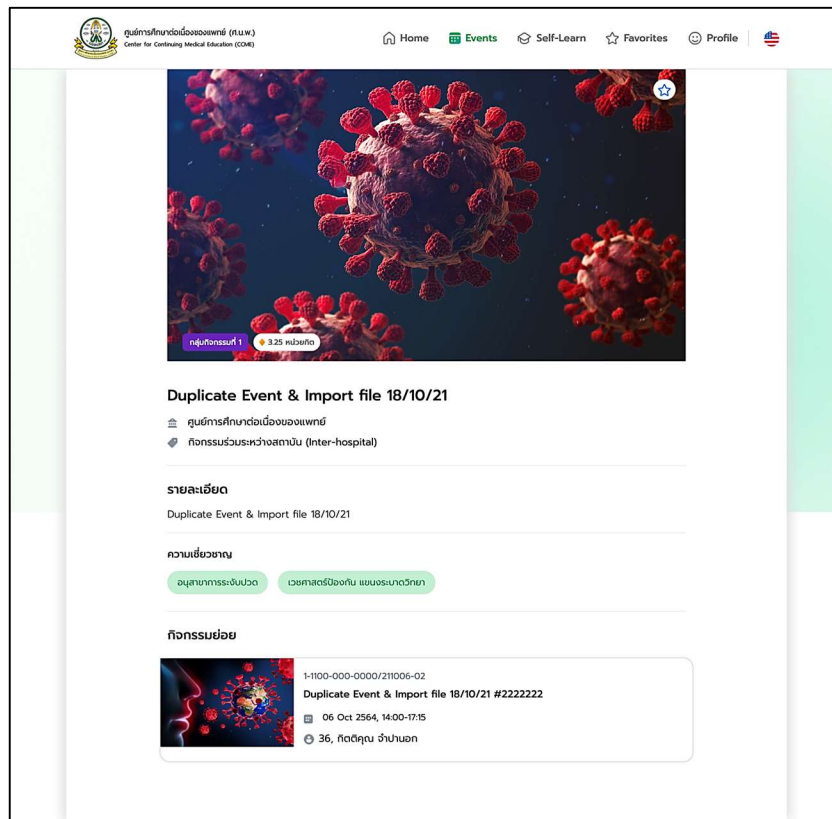 ศูนย์การศึกษาต่อเนื่องของแพทย์ (ศ.น.พ.)
Center for Continuing Medical Education (CCME)
Home Events Self-Learn Favorites Profile
กลุ่มกิจกรรมที่ 1 3.25 หน่วยกิต
Duplicate Event & Import file 18/10/21
ศูนย์การศึกษาต่อเนื่องของแพทย์
กิจกรรมร่วมระหว่างสถาบัน (Inter-hospital)
รายละเอียด
Duplicate Event & Import file 18/10/21
ความเชี่ยวชาญ
อนุสาขาการระงับปวด เวชศาสตร์ป้องกัน แขนงระบาดวิทยา
กิจกรรมย่อย
1-1100-000-0000/211006-02
Duplicate Event & Import file 18/10/21 #2222222
06 Oct 2564, 14:00-17:15
36, กิตติคุณ จำปานอก